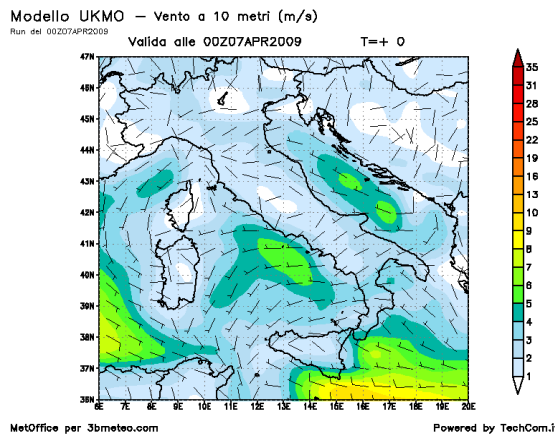 Modello UKMO – Vento a 10 metri (m/s)
Run del 00Z07APR2009
Valida alle 00Z07APR2009 T=+ 0
47N
46N
45N
44N
43N
42N
41N
40N
39N
38N
37N
36N
6E 7E 8E 9E 10E 11E 12E 13E 14E 15E 16E 17E 18E 19E 20E
35
31
28
25
22
19
16
13
10
9
8
7
6
5
4
3
2
1
MetOffice per 3bmeteo.com
Powered by TechCom.i